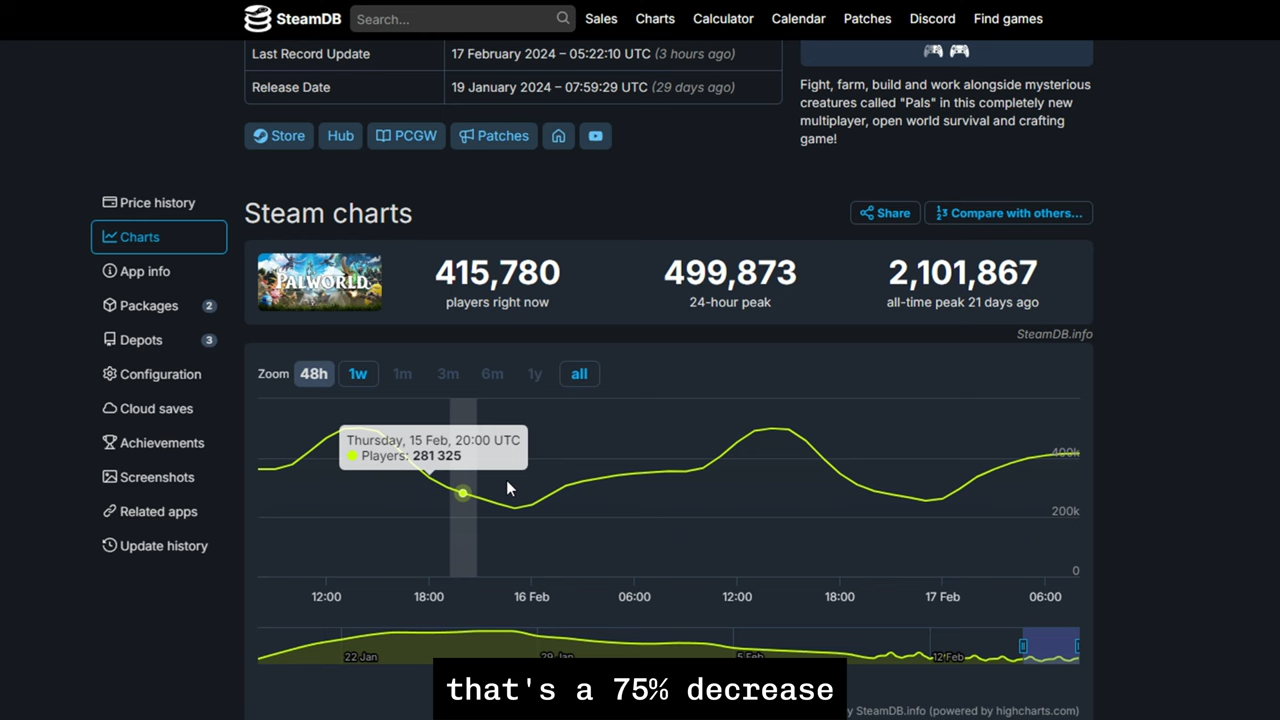 SteamDB
Search...
Sales
Charts
Calculator
Calendar
Patches
Discord
Find games
Last Record Update
17 February 2024 – 05:22:10 UTC (3 hours ago)
Release Date
19 January 2024 – 07:59:29 UTC (29 days ago)
Fight, farm, build and work alongside mysterious
creatures called "Pals" in this completely new
multiplayer, open world survival and crafting
game!
Store
Hub
PCGW
Patches
Price history
Charts
App info
Packages 2
Depots 3
Configuration
Cloud saves
Achievements
Screenshots
Related apps
Update history
Steam charts
Share
Compare with others...
PALWORLD
415,780
players right now
499,873
24-hour peak
2,101,867
all-time peak 21 days ago
SteamDB.info
Zoom 48h 1w 1m 3m 6m 1y all
Thursday, 15 Feb, 20:00 UTC
Players: 281 325
400k
200k
0
12:00 18:00 16 Feb 06:00 12:00 18:00 17 Feb 06:00
22 Jan 29 Jan 5 Feb 12 Feb
that's a 75% decrease
by SteamDB.info (powered by highcharts.com)